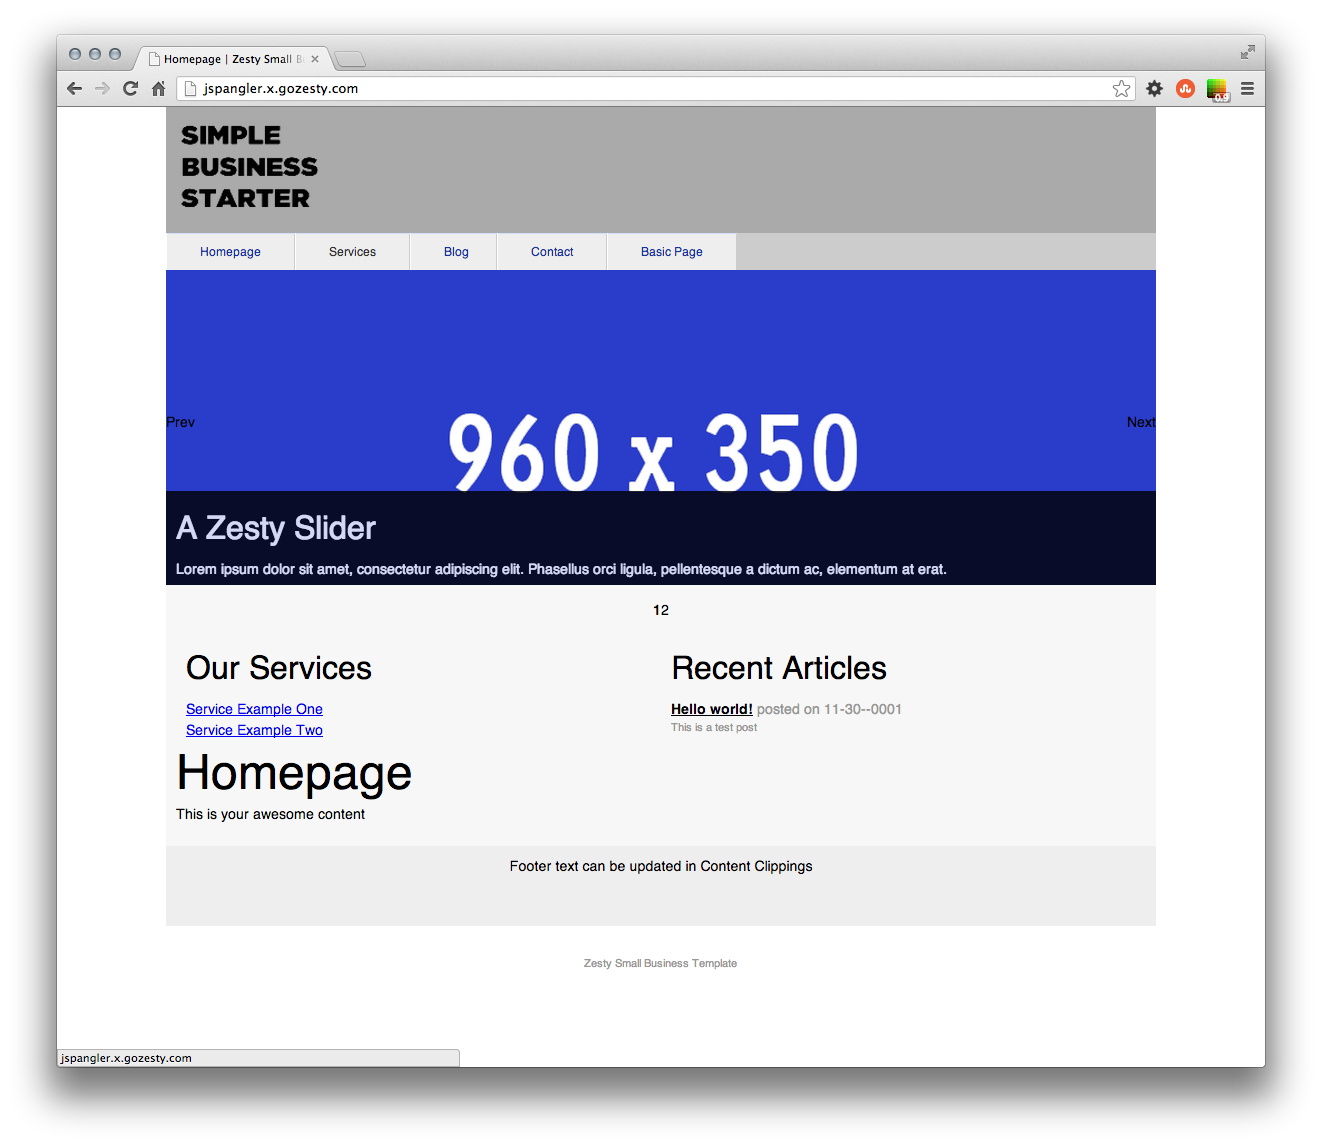 Homepage | Zesty Small B
jspangler.x.gozesty.com
0.9
SIMPLE
BUSINESS
STARTER
Homepage Services Blog Contact Basic Page
Prev Next
960 x 350
A Zesty Slider
Lorem ipsum dolor sit amet, consectetur adipiscing elit. Phasellus orci ligula, pellentesque a dictum ac, elementum at erat.
12
Our Services
Service Example One
Service Example Two
Recent Articles
Hello world! posted on 11-30--0001
This is a test post
Homepage
This is your awesome content
Footer text can be updated in Content Clippings
Zesty Small Business Template
jspangler.x.gozesty.com